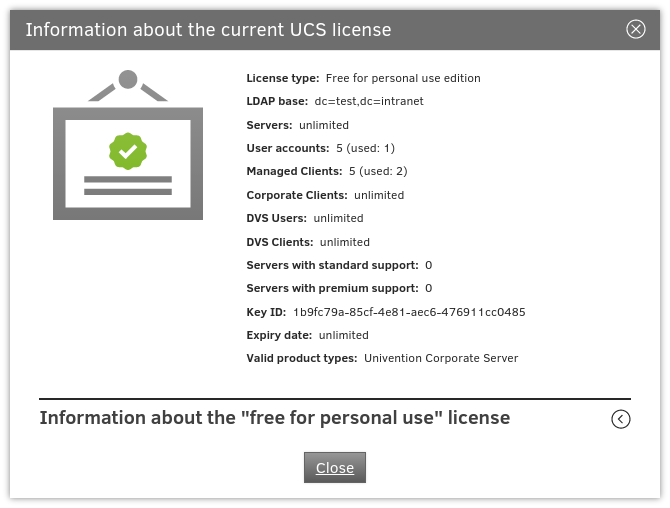 Information about the current UCS license
License type: Free for personal use edition
LDAP base: dc=test,dc=intranet
Servers: unlimited
User accounts: 5 (used: 1)
Managed Clients: 5 (used: 2)
Corporate Clients: unlimited
DVS Users: unlimited
DVS Clients: unlimited
Servers with standard support: 0
Servers with premium support: 0
Key ID: 1b9fc79a-85cf-4e81-aec6-476911cc0485
Expiry date: unlimited
Valid product types: Univention Corporate Server
Information about the "free for personal use" license
Close